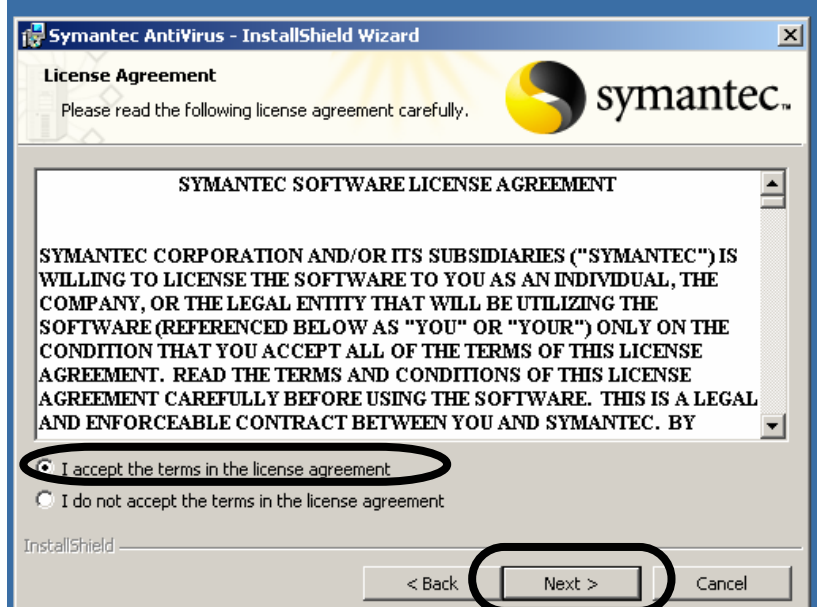 Symantec AntiVirus - InstallShield Wizard
License Agreement
Please read the following license agreement carefully.
symantec™
SYMANTEC SOFTWARE LICENSE AGREEMENT
SYMANTEC CORPORATION AND/OR ITS SUBSIDIARIES ("SYMANTEC") IS
WILLING TO LICENSE THE SOFTWARE TO YOU AS AN INDIVIDUAL, THE
COMPANY, OR THE LEGAL ENTITY THAT WILL BE UTILIZING THE
SOFTWARE (REFERENCED BELOW AS "YOU" OR "YOUR") ONLY ON THE
CONDITION THAT YOU ACCEPT ALL OF THE TERMS OF THIS LICENSE
AGREEMENT. READ THE TERMS AND CONDITIONS OF THIS LICENSE
AGREEMENT CAREFULLY BEFORE USING THE SOFTWARE. THIS IS A LEGAL
AND ENFORCEABLE CONTRACT BETWEEN YOU AND SYMANTEC. BY
I accept the terms in the license agreement
I do not accept the terms in the license agreement
InstallShield
< Back
Next >
Cancel